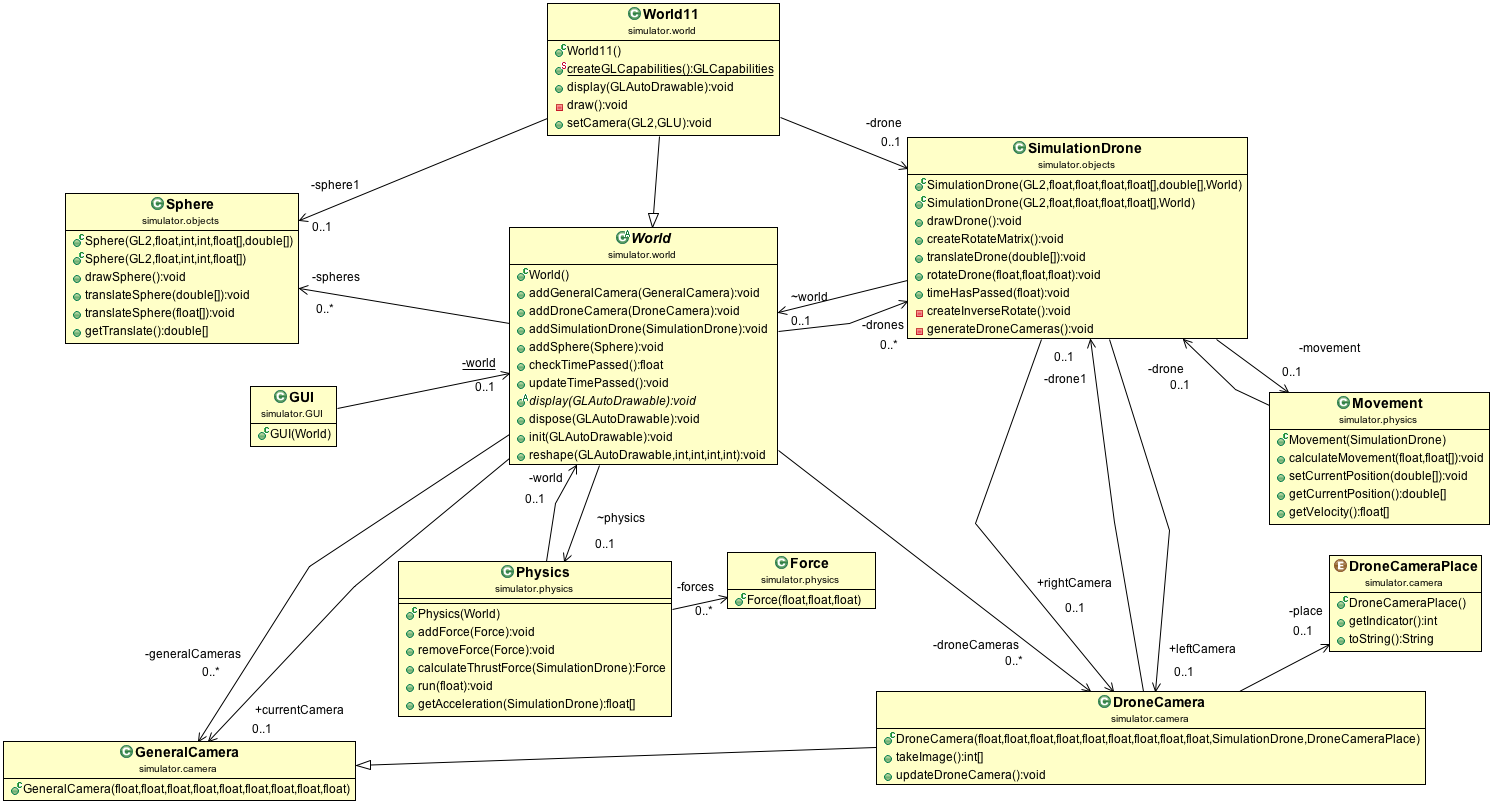 World11
simulator.world
World11()
createGLCapabilities():GLCapabilities
display(GLAutoDrawable):void
draw():void
setCamera(GL2,GLU):void
-drone
0..1
-sphere1
0..1
SimulationDrone
simulator.objects
SimulationDrone(GL2,float,float,float,float[],double[],World)
SimulationDrone(GL2,float,float,float,float[],World)
drawDrone():void
createRotateMatrix():void
translateDrone(double[]):void
rotateDrone(float,float,float):void
timeHasPassed(float):void
createInverseRotate():void
generateDroneCameras():void
Sphere
simulator.objects
Sphere(GL2,float,int,int,float[],double[])
Sphere(GL2,float,int,int,float[])
drawSphere():void
translateSphere(double[]):void
translateSphere(float[]):void
getTranslate():double[]
-spheres
0..*
World
simulator.world
World()
addGeneralCamera(GeneralCamera):void
addDroneCamera(DroneCamera):void
addSimulationDrone(SimulationDrone):void
addSphere(Sphere):void
checkTimePassed():float
updateTimePassed():void
display(GLAutoDrawable):void
dispose(GLAutoDrawable):void
init(GLAutoDrawable):void
reshape(GLAutoDrawable,int,int,int,int):void
~world
0..1
-drones
0..*
-world
0..1
GUI
simulator.GUI
GUI(World)
0..1
-drone1
-drone
0..1
-movement
0..1
Movement
simulator.physics
Movement(SimulationDrone)
calculateMovement(float,float[]):void
setCurrentPosition(double[]):void
getCurrentPosition():double[]
getVelocity():float[]
-world
0..1
~physics
0..1
Physics
simulator.physics
Physics(World)
addForce(Force):void
removeForce(Force):void
calculateThrustForce(SimulationDrone):Force
run(float):void
getAcceleration(SimulationDrone):float[]
-forces
0..*
Force
simulator.physics
Force(float,float,float)
+rightCamera
0..1
DroneCameraPlace
simulator.camera
DroneCameraPlace()
getIndicator():int
toString():String
-place
0..1
-generalCameras
0..*
-droneCameras
0..*
+leftCamera
0..1
+currentCamera
0..1
DroneCamera
simulator.camera
DroneCamera(float,float,float,float,float,float,float,float,float,SimulationDrone,DroneCameraPlace)
takeImage():int[]
updateDroneCamera():void
GeneralCamera
simulator.camera
GeneralCamera(float,float,float,float,float,float,float,float,float)